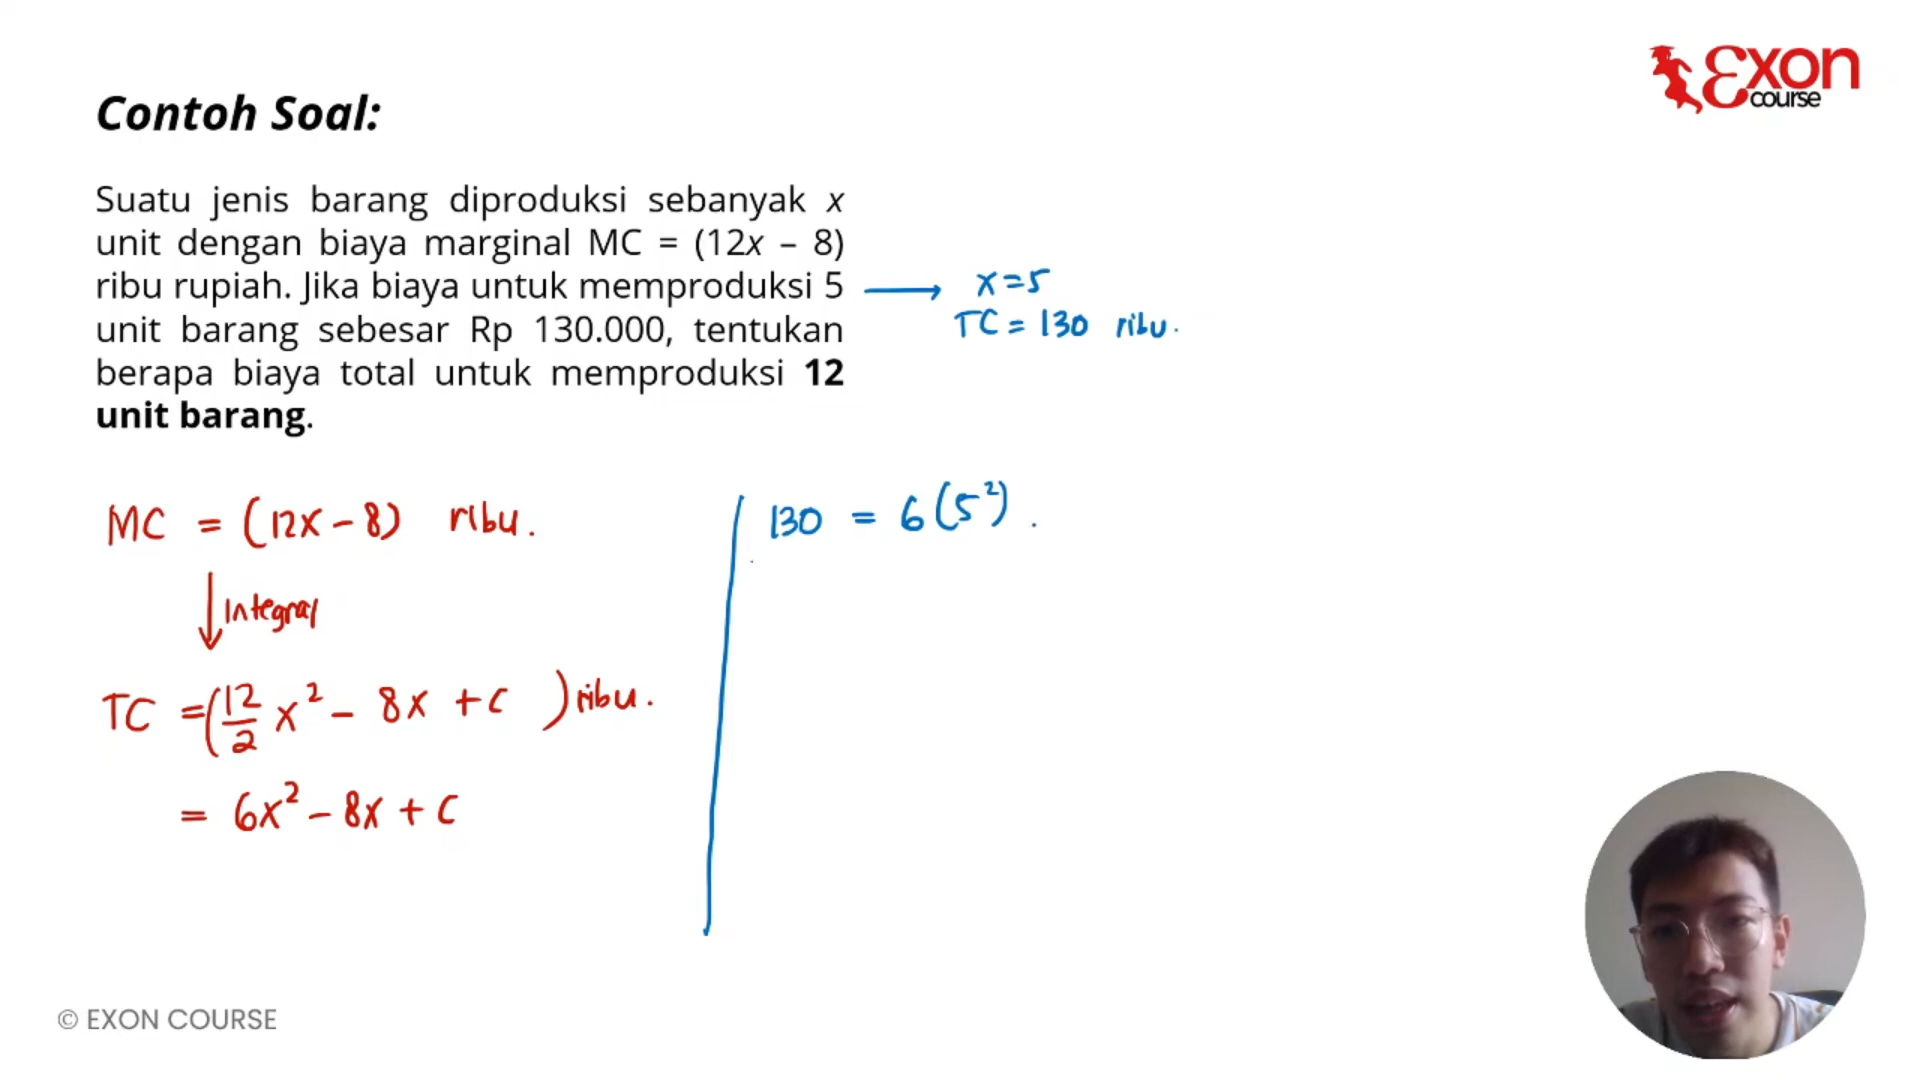 Exon
course
Contoh Soal:
Suatu jenis barang diproduksi sebanyak x
unit dengan biaya marginal MC = (12x – 8)
ribu rupiah. Jika biaya untuk memproduksi 5
unit barang sebesar Rp 130.000, tentukan
berapa biaya total untuk memproduksi 12
unit barang.
x = 5
TC = 130 ribu.
MC = (12x - 8) ribu.
Integral
TC = (12/2 x² - 8x + c) ribu.
= 6x² - 8x + c
130 = 6(5²).
© EXON COURSE